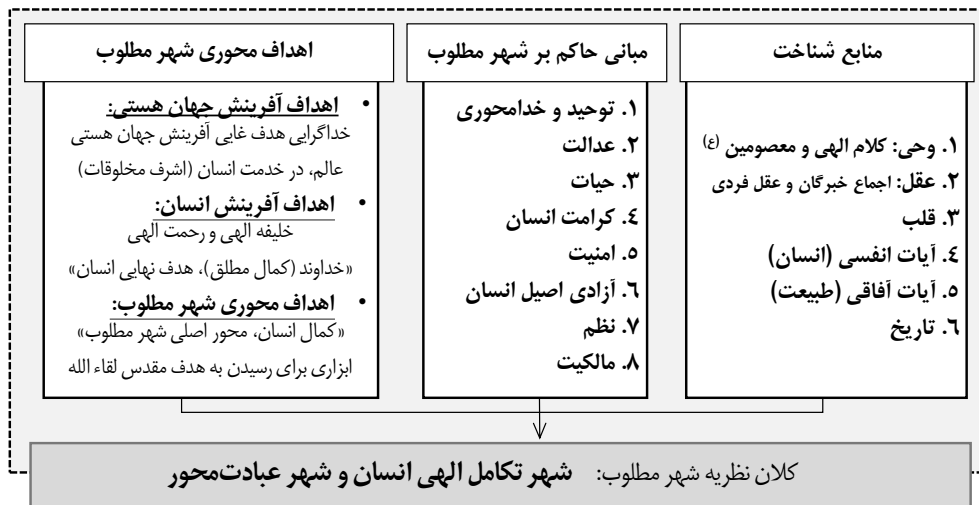 منابع شناخت
۱. وحی: کلام الهی و معصومین (ع)
۲. عقل: اجماع خبرگان و عقل فردی
۳. قلب
٤. آیات انفسی (انسان)
۵. آیات آفاقی (طبیعت)
٦. تاریخ
مبانی حاکم بر شهر مطلوب
۱. توحید و خدامحوری
۲. عدالت
۳. حیات
٤. کرامت انسان
۵. امنیت
٦. آزادی اصیل انسان
۷. نظم
۸. مالکیت
اهداف محوری شهر مطلوب
• اهداف آفرینش جهان هستی:
خداگرایی هدف غایی آفرینش جهان هستی
عالم، در خدمت انسان (اشرف مخلوقات)
• اهداف آفرینش انسان:
خلیفه الهی و رحمت الهی
«خداوند (کمال مطلق)، هدف نهایی انسان»
• اهداف محوری شهر مطلوب:
«کمال انسان، محور اصلی شهر مطلوب»
ابزاری برای رسیدن به هدف مقدس لقاء الله
کلان نظریه شهر مطلوب: شهر تکامل الهی انسان و شهر عبادت‌محور